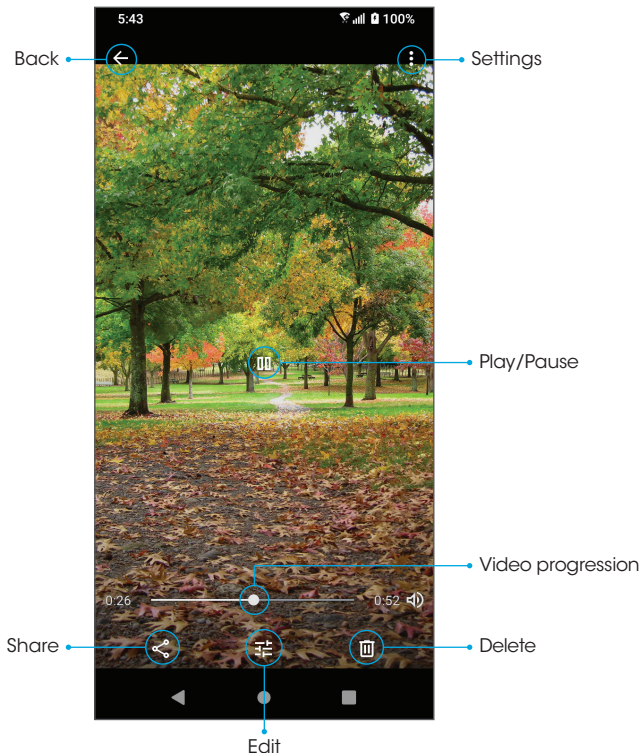 5:43
100%
Back
Settings
Play/Pause
Video progression
0:26
0:52
Share
Delete
Edit